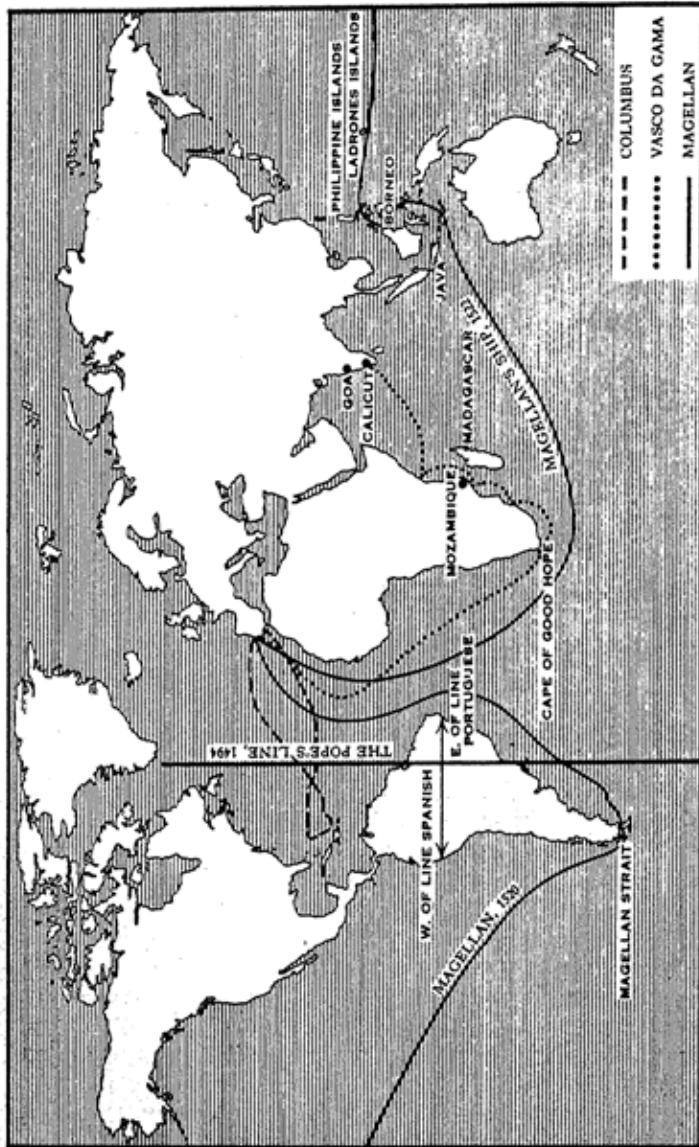 THE POPE'S LINE, 1494
W. OF LINE SPANISH
E. OF LINE
PORTUGUESE
MAGELLAN, 1520
MAGELLAN STRAIT
CAPE OF GOOD HOPE
MOZAMBIQUE
MADAGASCAR
GOA
CALICUT
MAGELLAN'S SHIP, 1522
JAVA
BORNEO
PHILIPPINE ISLANDS
LADRONES ISLANDS
COLUMBUS
VASCO DA GAMA
MAGELLAN